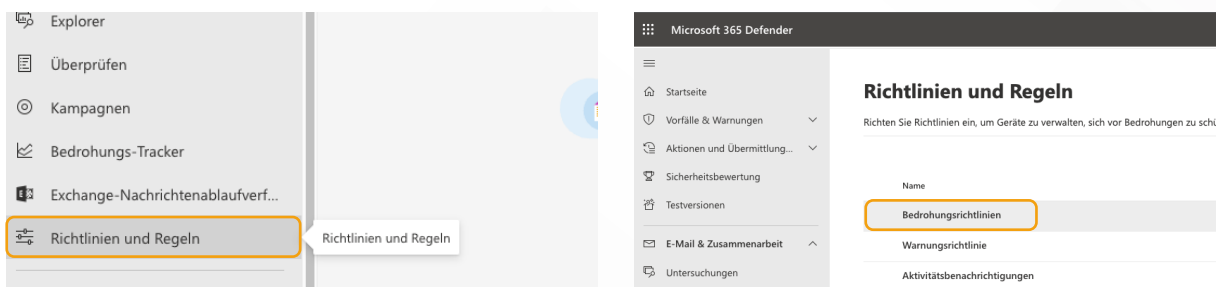 Explorer
Überprüfen
Kampagnen
Bedrohungs-Tracker
Exchange-Nachrichtenablaufverf...
Richtlinien und Regeln
Richtlinien und Regeln
Microsoft 365 Defender
Startseite
Vorfälle & Warnungen
Aktionen und Übermittlung...
Sicherheitsbewertung
Testversionen
E-Mail & Zusammenarbeit
Untersuchungen
Richtlinien und Regeln
Richten Sie Richtlinien ein, um Geräte zu verwalten, sich vor Bedrohungen zu schü
Name
Bedrohungsrichtlinien
Warnungsrichtlinie
Aktivitätsbenachrichtigungen